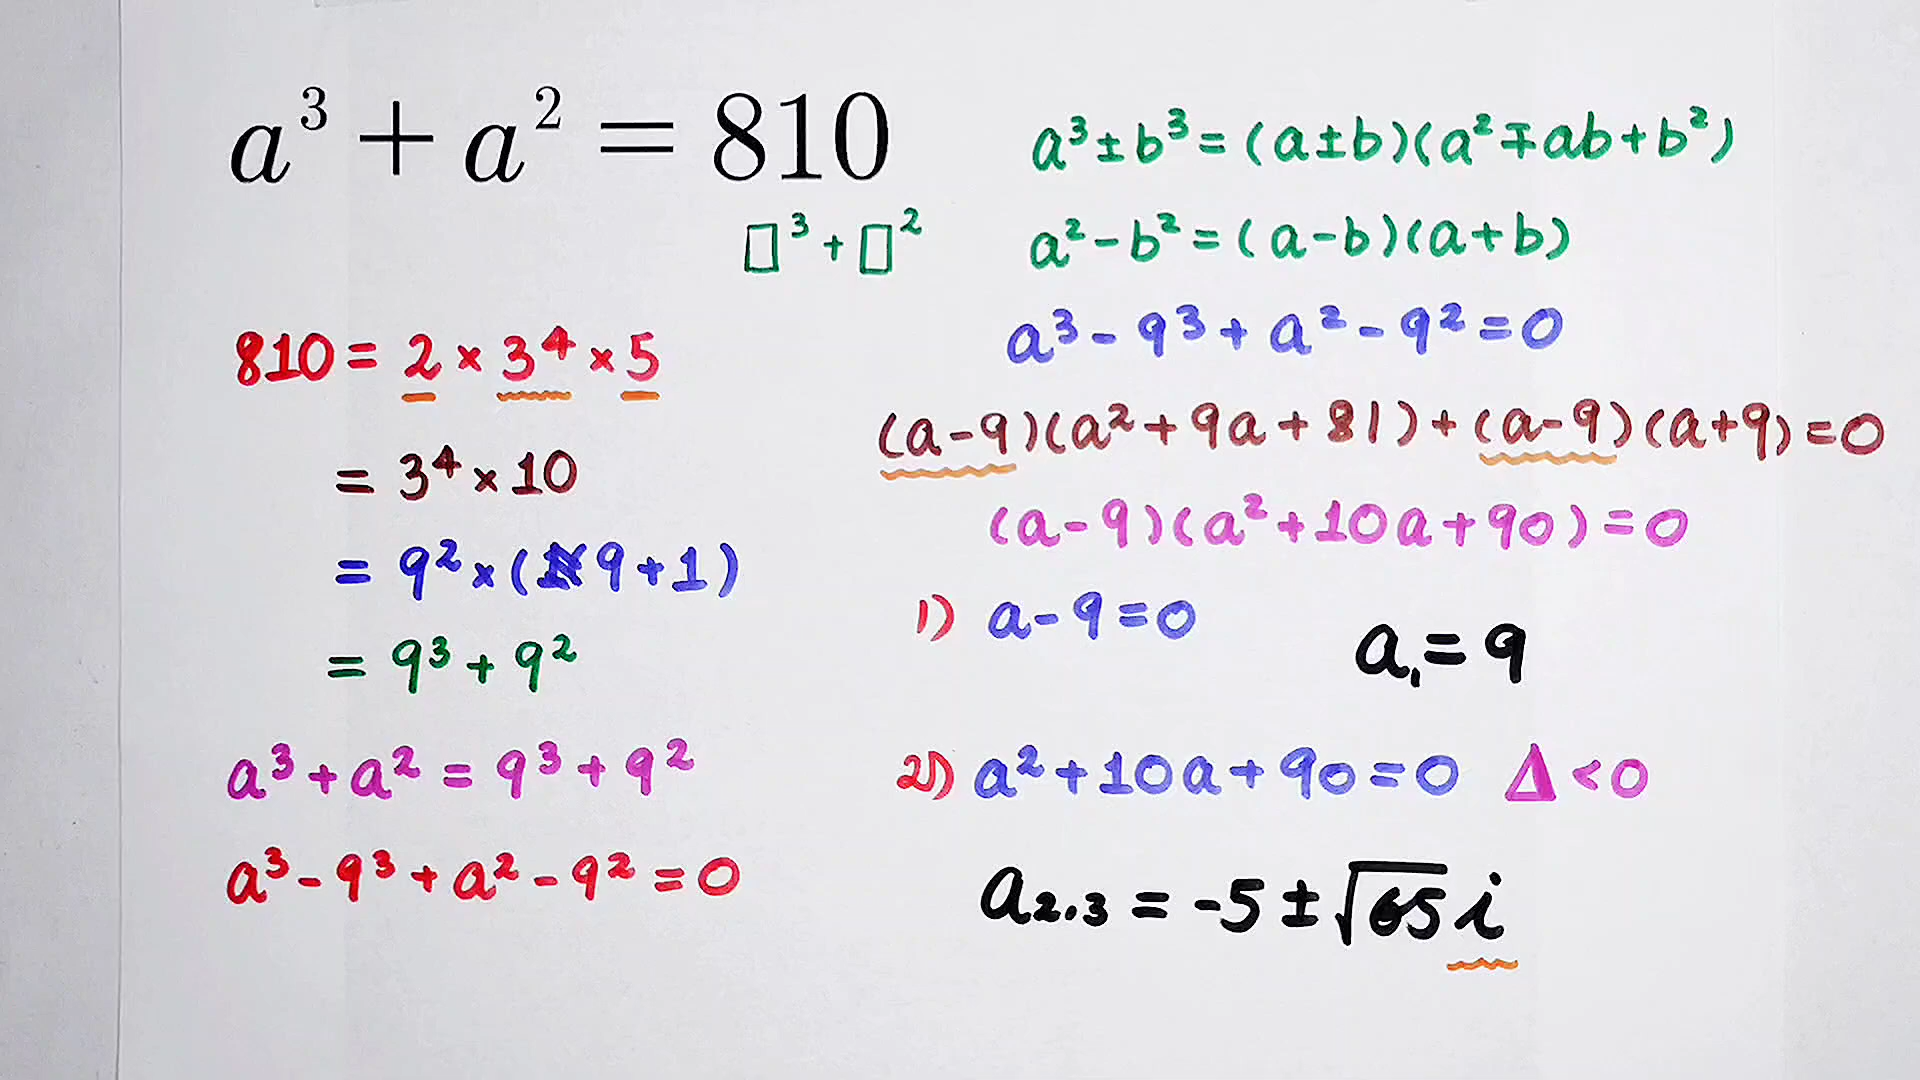 a³ + a² = 810
▯³ + ▯²
810 = 2 × 3⁴ × 5
= 3⁴ × 10
= 9² × (9 + 1)
= 9³ + 9²
a³ + a² = 9³ + 9²
a³ - 9³ + a² - 9² = 0
a³ ± b³ = (a ± b)(a² ∓ ab + b²)
a² - b² = (a - b)(a + b)
a³ - 9³ + a² - 9² = 0
(a - 9)(a² + 9a + 81) + (a - 9)(a + 9) = 0
(a - 9)(a² + 10a + 90) = 0
1) a - 9 = 0 a₁ = 9
2) a² + 10a + 90 = 0 Δ < 0
a₂.₃ = -5 ± √65 i